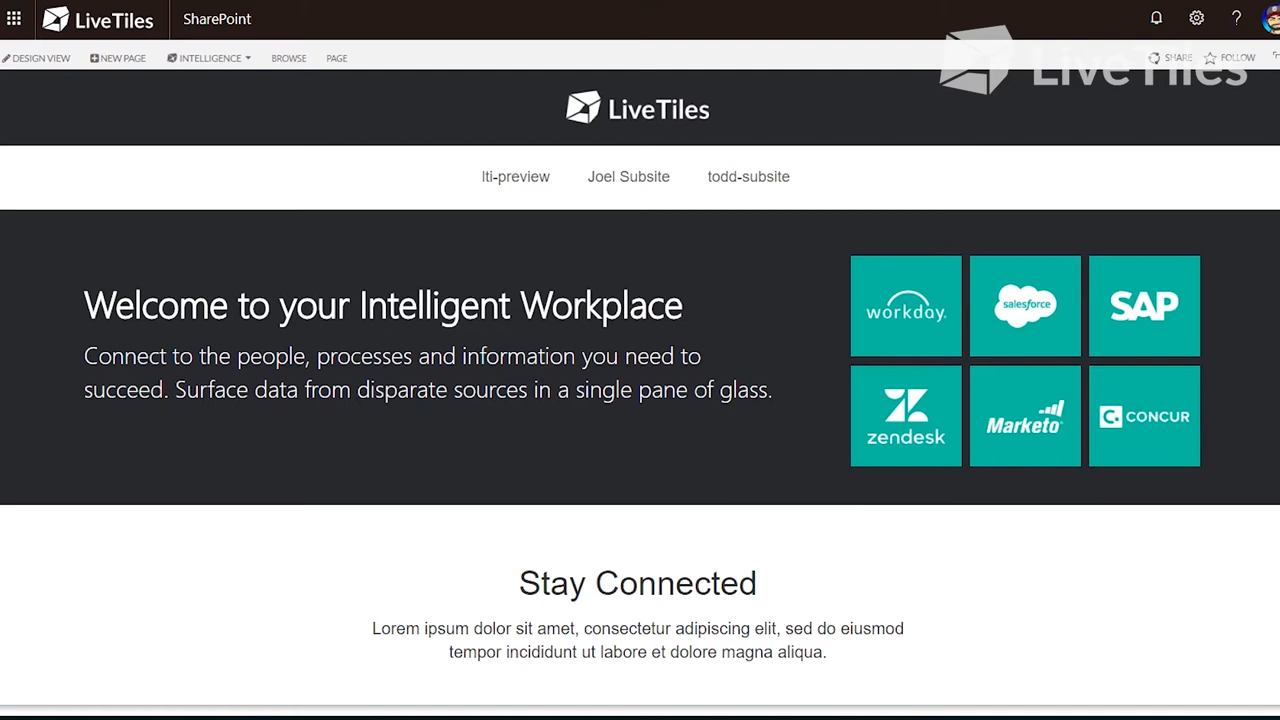 LiveTiles SharePoint
?
DESIGN VIEW NEW PAGE INTELLIGENCE BROWSE PAGE SHARE FOLLOW
LiveTiles
LiveTiles
lti-preview Joel Subsite todd-subsite
Welcome to your Intelligent Workplace
Connect to the people, processes and information you need to
succeed. Surface data from disparate sources in a single pane of glass.
workday. salesforce SAP
zendesk Marketo C. CONCUR
Stay Connected
Lorem ipsum dolor sit amet, consectetur adipiscing elit, sed do eiusmod
tempor incididunt ut labore et dolore magna aliqua.